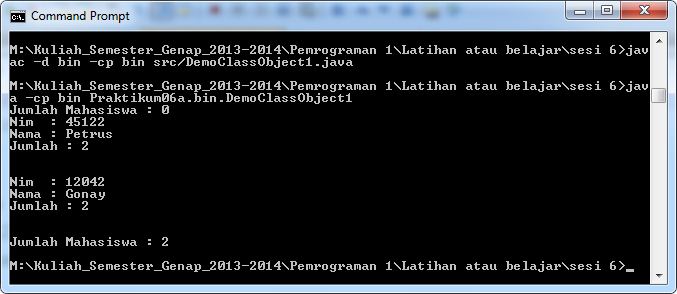 Command Prompt
M:\Kuliah_Semester_Genap_2013-2014\Pemrograman 1\Latihan atau belajar\sesi 6>jav
ac -d bin -cp bin src/DemoClassObject1.java
M:\Kuliah_Semester_Genap_2013-2014\Pemrograman 1\Latihan atau belajar\sesi 6>jav
a -cp bin Praktikum06a.bin.DemoClassObject1
Jumlah Mahasiswa : 0
Nim  : 45122
Nama : Petrus
Jumlah : 2
Nim  : 12042
Nama : Gonay
Jumlah : 2
Jumlah Mahasiswa : 2
M:\Kuliah_Semester_Genap_2013-2014\Pemrograman 1\Latihan atau belajar\sesi 6>_